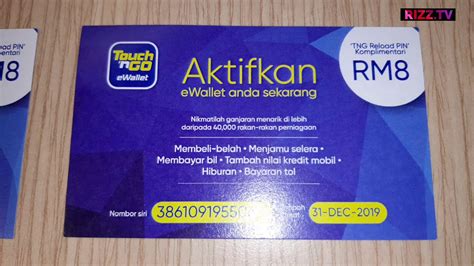 RIZZ.TV
Touch
'n GO
eWallet
Aktifkan
eWallet anda sekarang
'TNG Reload PIN'
Komplimentari
RM8
Nikmatilah ganjaran menarik di lebih
daripada 40,000 rakan-rakan perniagaan
Membeli-belah • Menjamu selera •
Membayar bil • Tambah nilai kredit mobil •
Hiburan • Bayaran tol
Nombor siri
31-DEC-2019